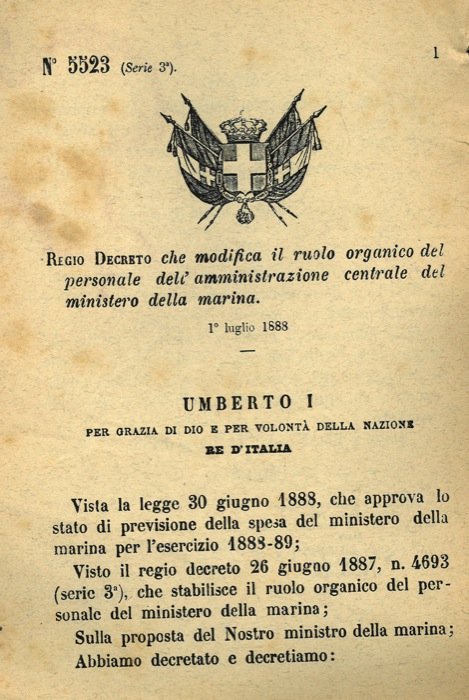 1
N° 5523 (Serie 3ª).
REGIO DECRETO che modifica il ruolo organico del
personale dell' amministrazione centrale del
ministero della marina.
1° luglio 1888
UMBERTO I
PER GRAZIA DI DIO E PER VOLONTÀ DELLA NAZIONE
RE D'ITALIA
Vista la legge 30 giugno 1888, che approva lo
stato di previsione della spesa del ministero della
marina per l'esercizio 1888-89;
Visto il regio decreto 26 giugno 1887, n. 4693
(serie 3ª), che stabilisce il ruolo organico del per-
sonale del ministero della marina;
Sulla proposta del Nostro ministro della marina;
Abbiamo decretato e decretiamo: